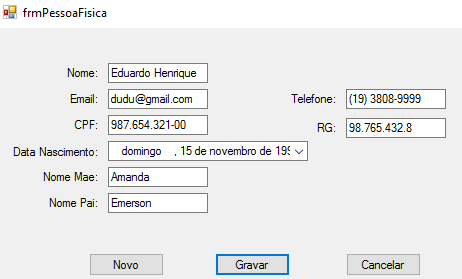 frmPessoaFisica
Nome: Eduardo Henrique
Email: dudu@gmail.com Telefone: (19) 3808-9999
CPF: 987.654.321-00 RG: 98.765.432.8
Data Nascimento: domingo , 15 de novembro de 199
Nome Mae: Amanda
Nome Pai: Emerson
Novo Gravar Cancelar